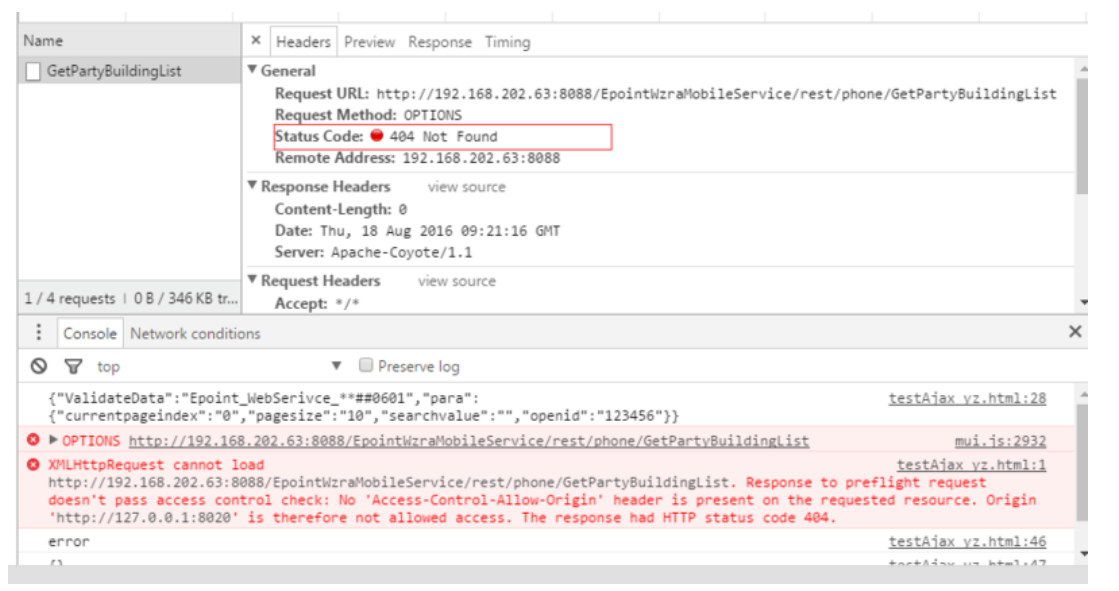 Name
× Headers Preview Response Timing
GetPartyBuildingList
▼ General
Request URL: http://192.168.202.63:8088/EpointWzraMobileService/rest/phone/GetPartyBuildingList
Request Method: OPTIONS
Status Code: 404 Not Found
Remote Address: 192.168.202.63:8088
▼ Response Headers view source
Content-Length: 0
Date: Thu, 18 Aug 2016 09:21:16 GMT
Server: Apache-Coyote/1.1
▼ Request Headers view source
Accept: */*
1 / 4 requests | 0 B / 346 KB tr...
Console Network conditions ×
top ▼ Preserve log
{"ValidateData":"Epoint_WebSerivce_**##0601","para": testAjax_yz.html:28
{"currentpageindex":"0","pagesize":"10","searchvalue":"","openid":"123456"}}
▶ OPTIONS http://192.168.202.63:8088/EpointWzraMobileService/rest/phone/GetPartyBuildingList mui.js:2932
XMLHttpRequest cannot load testAjax_yz.html:1
http://192.168.202.63:8088/EpointWzraMobileService/rest/phone/GetPartyBuildingList. Response to preflight request
doesn't pass access control check: No 'Access-Control-Allow-Origin' header is present on the requested resource. Origin
'http://127.0.0.1:8020' is therefore not allowed access. The response had HTTP status code 404.
error testAjax_yz.html:46